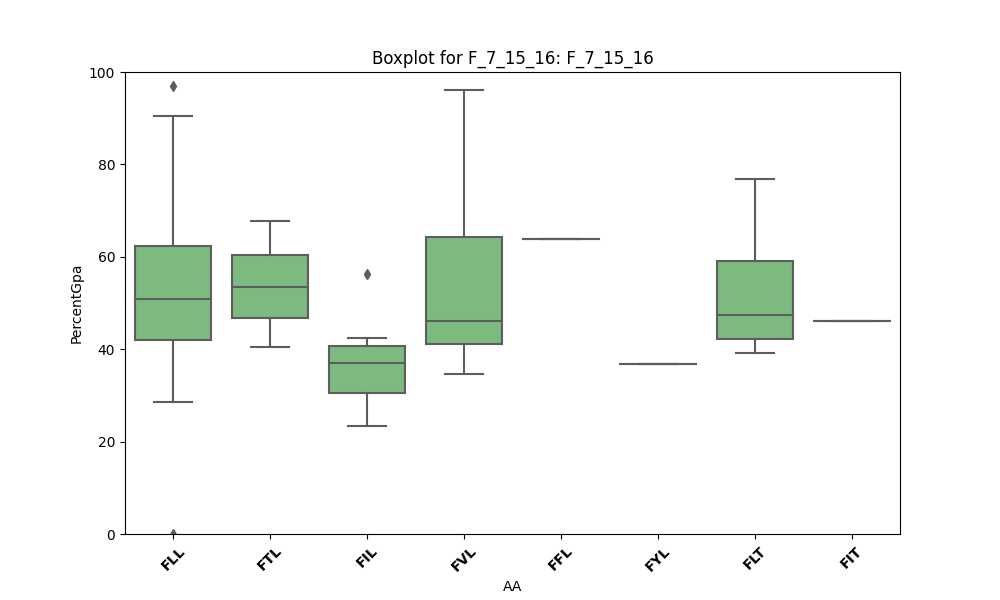 Boxplot for F_7_15_16: F_7_15_16
100
80
60
40
20
0
PercentGpa
FLL
FTL
FIL
FVL
FFL
FYL
FLT
FIT
AA